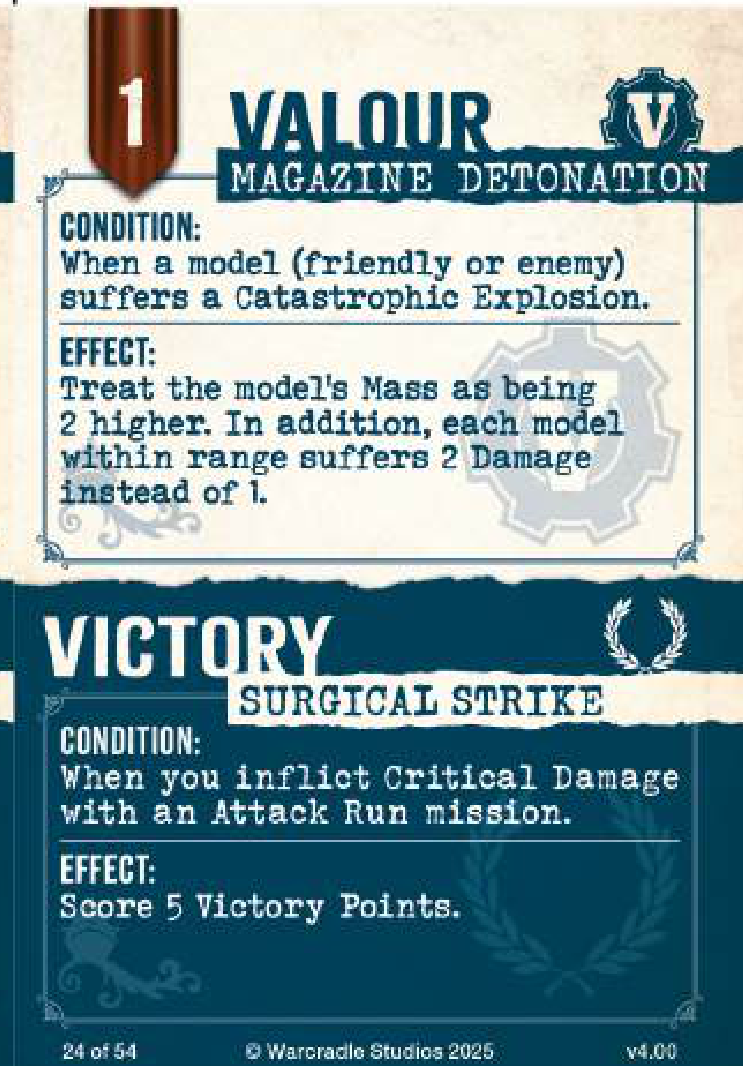 1
VALOUR
V
MAGAZINE DETONATION
CONDITION:
When a model (friendly or enemy)
suffers a Catastrophic Explosion.
EFFECT:
Treat the model's Mass as being
2 higher. In addition, each model
within range suffers 2 Damage
instead of 1.
VICTORY
SURGICAL STRIKE
CONDITION:
When you inflict Critical Damage
with an Attack Run mission.
EFFECT:
Score 5 Victory Points.
24 of 54 © Warcradle Studios 2025 v4.00